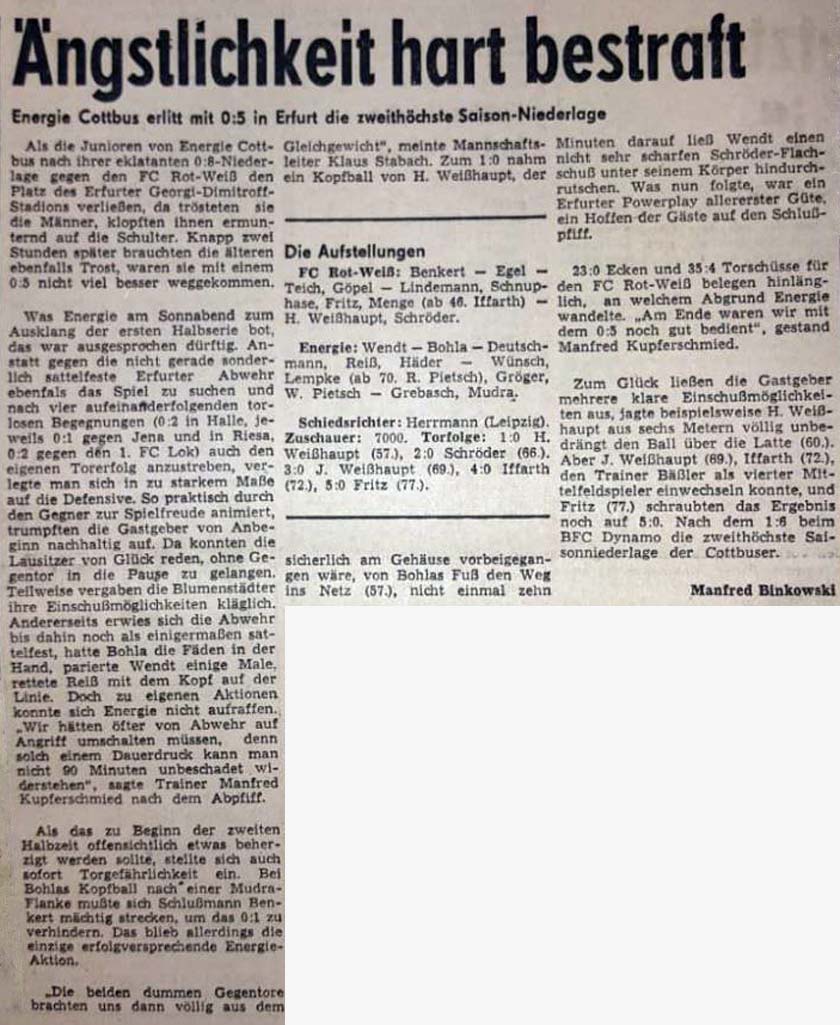 Ängstlichkeit hart bestraft
Energie Cottbus erlitt mit 0:5 in Erfurt die zweithöchste Saison-Niederlage
Als die Junioren von Energie Cott-
bus nach ihrer eklatanten 0:8-Nieder-
lage gegen den FC Rot-Weiß den
Platz des Erfurter Georgi-Dimitroff-
Stadions verließen, da trösteten sie
die Männer, klopften ihnen ermun-
ternd auf die Schulter. Knapp zwei
Stunden später brauchten die älteren
ebenfalls Trost, waren sie mit einem
0:5 nicht viel besser weggekommen.
Was Energie am Sonnabend zum
Ausklang der ersten Halbserie bot,
das war ausgesprochen dürftig. An-
statt gegen die nicht gerade sonder-
lich sattelfeste Erfurter Abwehr
ebenfalls das Spiel zu suchen und
nach vier aufeinanderfolgenden tor-
losen Begegnungen (0:2 in Halle, je-
weils 0:1 gegen Jena und in Riesa,
0:2 gegen den 1. FC Lok) auch den
eigenen Torerfolg anzustreben, ver-
legte man sich in zu starkem Maße
auf die Defensive. So praktisch durch
den Gegner zur Spielfreude animiert,
trumpften die Gastgeber von Anbe-
ginn nachhaltig auf. Da konnten die
Lausitzer von Glück reden, ohne Ge-
gentor in die Pause zu gelangen.
Teilweise vergaben die Blumenstädter
ihre Einschußmöglichkeiten kläglich.
Andererseits erwies sich die Abwehr
bis dahin noch als einigermaßen sat-
telfest, hatte Bohla die Fäden in der
Hand, parierte Wendt einige Male,
rettete Reiß mit dem Kopf auf der
Linie. Doch zu eigenen Aktionen
konnte sich Energie nicht aufraffen.
„Wir hätten öfter von Abwehr auf
Angriff umschalten müssen, denn
solch einem Dauerdruck kann man
nicht 90 Minuten unbeschadet wi-
derstehen“, sagte Trainer Manfred
Kupferschmied nach dem Abpfiff.
Als das zu Beginn der zweiten
Halbzeit offensichtlich etwas beher-
zigt werden sollte, stellte sich auch
sofort Torgefährlichkeit ein. Bei
Bohlas Kopfball nach einer Mudra-
Flanke mußte sich Schlußmann Ben-
kert mächtig strecken, um das 0:1 zu
verhindern. Das blieb allerdings die
einzige erfolgversprechende Energie-
Aktion.
„Die beiden dummen Gegentore
brachten uns dann völlig aus dem
Gleichgewicht“, meinte Mannschafts-
leiter Klaus Stabach. Zum 1:0 nahm
ein Kopfball von H. Weißhaupt, der
Die Aufstellungen
FC Rot-Weiß: Benkert — Egel —
Teich, Göpel — Lindemann, Schnup-
hase, Fritz, Menge (ab 46. Iffarth) —
H. Weißhaupt, Schröder.
Energie: Wendt — Bohla — Deutsch-
mann, Reiß, Häder — Wünsch,
Lempke (ab 70. R. Pietsch), Gröger,
W. Pietsch — Grebasch, Mudra.
Schiedsrichter: Herrmann (Leipzig).
Zuschauer: 7000. Torfolge: 1:0 H.
Weißhaupt (57.), 2:0 Schröder (66.).
3:0 J. Weißhaupt (69.), 4:0 Iffarth
(72.), 5:0 Fritz (77.).
sicherlich am Gehäuse vorbeigegan-
gen wäre, von Bohlas Fuß den Weg
ins Netz (57.), nicht einmal zehn
Minuten darauf ließ Wendt einen
nicht sehr scharfen Schröder-Flach-
schuß unter seinem Körper hindurch-
rutschen. Was nun folgte, war ein
Erfurter Powerplay allererster Güte,
ein Hoffen der Gäste auf den Schluß-
pfiff.
23:0 Ecken und 35:4 Torschüsse für
den FC Rot-Weiß belegen hinläng-
lich, an welchem Abgrund Energie
wandelte. „Am Ende waren wir mit
dem 0:5 noch gut bedient“, gestand
Manfred Kupferschmied.
Zum Glück ließen die Gastgeber
mehrere klare Einschußmöglichkei-
ten aus, jagte beispielsweise H. Weiß-
haupt aus sechs Metern völlig unbe-
drängt den Ball über die Latte (60.).
Aber J. Weißhaupt (69.), Iffarth (72.),
den Trainer Bäßler als vierter Mit-
telfeldspieler einwechseln konnte, und
Fritz (77.) schraubten das Ergebnis
noch auf 5:0. Nach dem 1:6 beim
BFC Dynamo die zweithöchste Sai-
sonniederlage der Cottbuser.
Manfred Binkowski